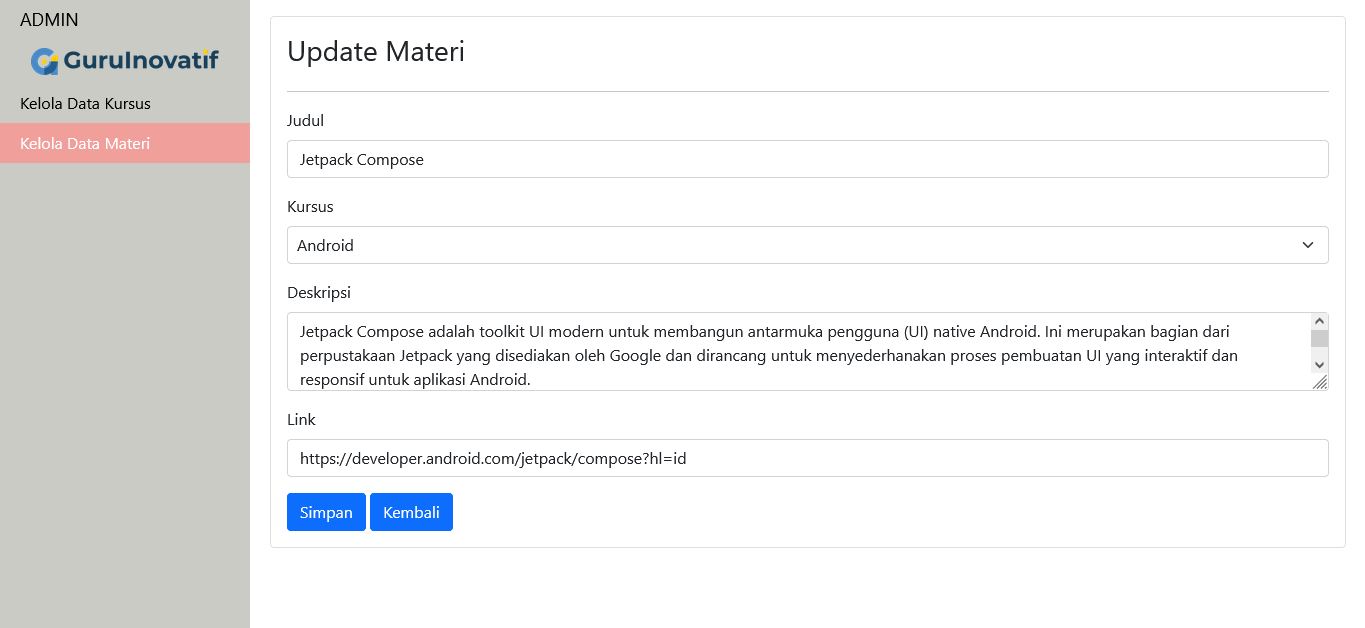 ADMIN
GuruInovatif
Kelola Data Kursus
Kelola Data Materi
Update Materi
Judul
Jetpack Compose
Kursus
Android
Deskripsi
Jetpack Compose adalah toolkit UI modern untuk membangun antarmuka pengguna (UI) native Android. Ini merupakan bagian dari
perpustakaan Jetpack yang disediakan oleh Google dan dirancang untuk menyederhanakan proses pembuatan UI yang interaktif dan
responsif untuk aplikasi Android.
Link
https://developer.android.com/jetpack/compose?hl=id
Simpan Kembali